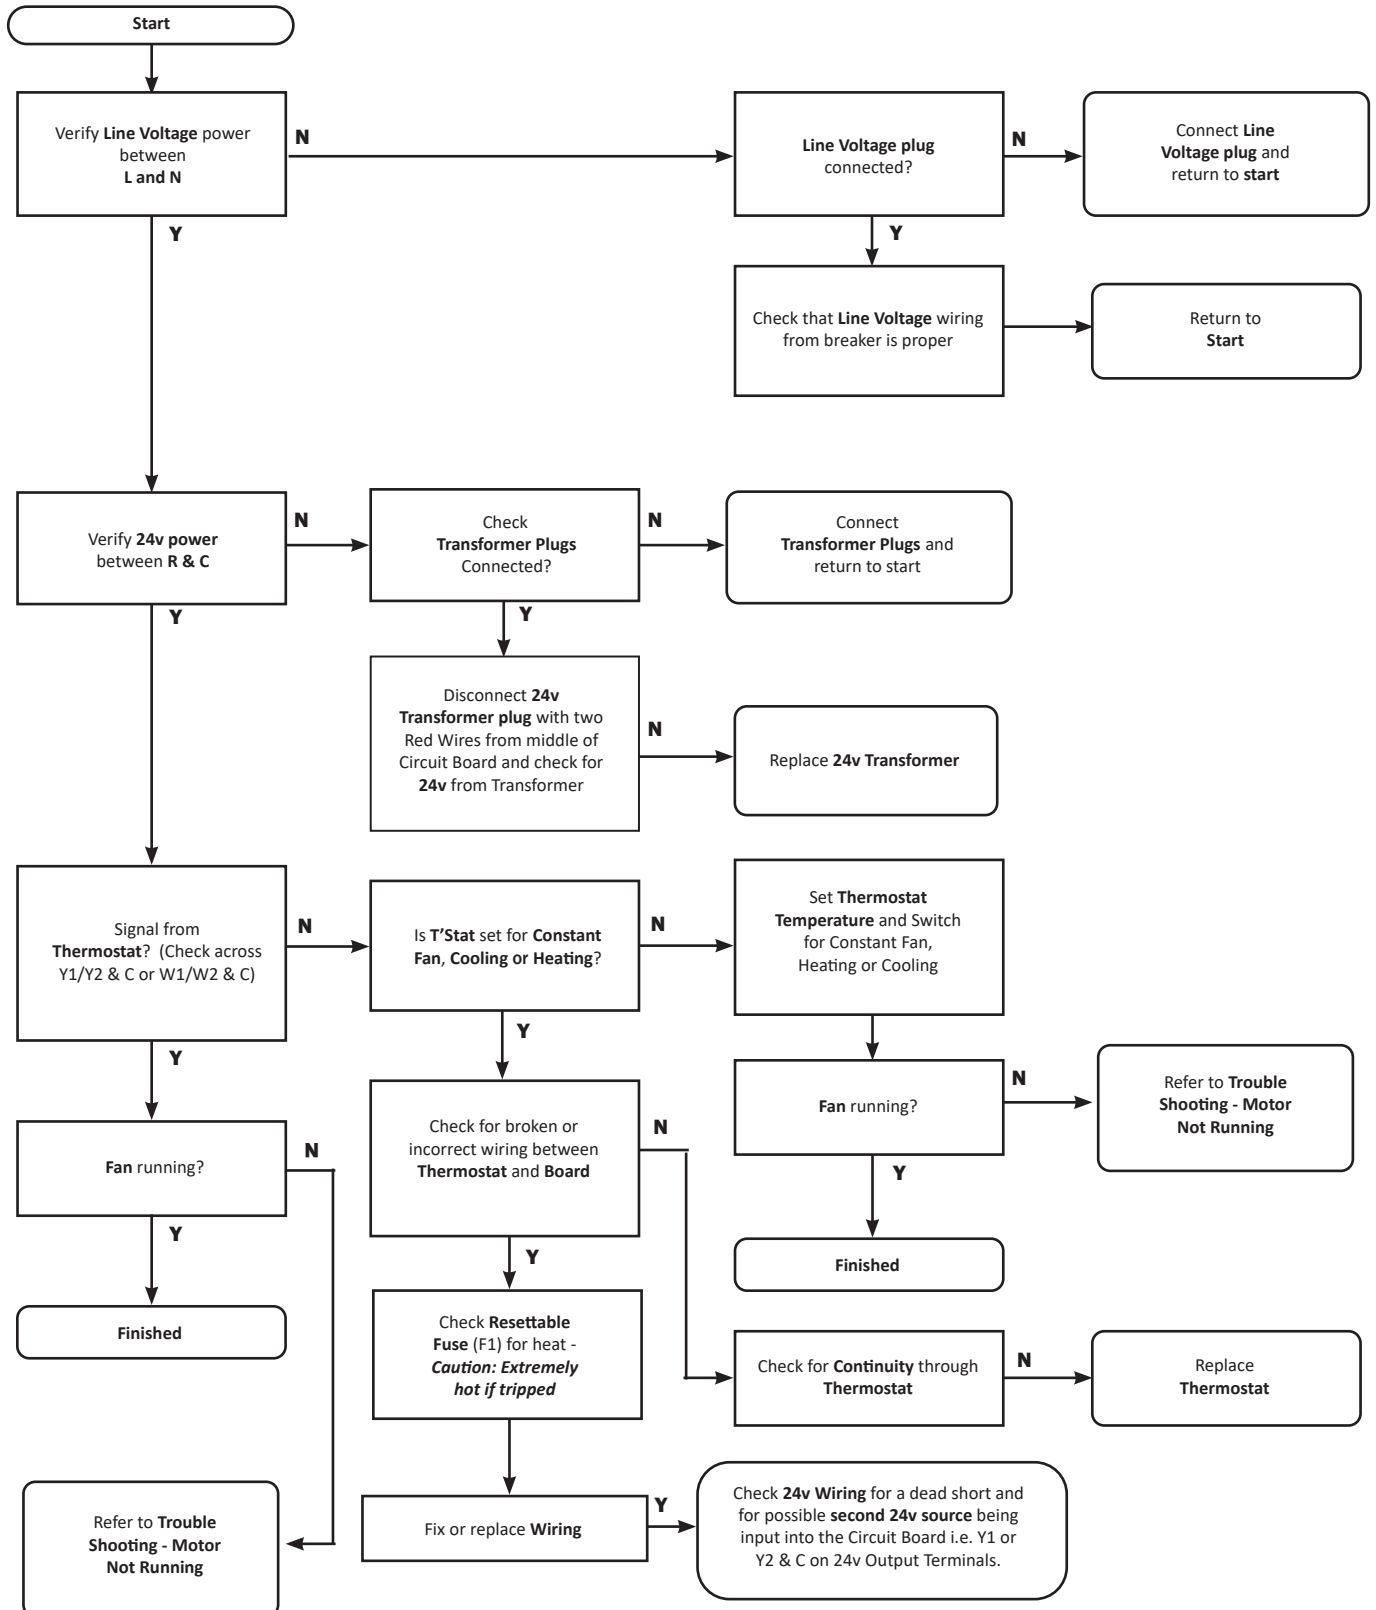 Start
Verify Line Voltage power
between
L and N
N
Line Voltage plug
connected?
N
Connect Line
Voltage plug and
return to start
Y
Y
Check that Line Voltage wiring
from breaker is proper
Return to
Start
Verify 24v power
between R & C
N
Check
Transformer Plugs
Connected?
N
Connect
Transformer Plugs and
return to start
Y
Y
Disconnect 24v
Transformer plug with two
Red Wires from middle of
Circuit Board and check for
24v from Transformer
N
Replace 24v Transformer
Signal from
Thermostat? (Check across
Y1/Y2 & C or W1/W2 & C)
N
Is T'Stat set for Constant
Fan, Cooling or Heating?
N
Set Thermostat
Temperature and Switch
for Constant Fan,
Heating or Cooling
Y
Y
Fan running?
N
Refer to Trouble
Shooting - Motor
Not Running
Fan running?
N
Check for broken or
incorrect wiring between
Thermostat and Board
N
Y
Y
Y
Finished
Finished
Check Resettable
Fuse (F1) for heat -
Caution: Extremely
hot if tripped
Check for Continuity through
Thermostat
N
Replace
Thermostat
Refer to Trouble
Shooting - Motor
Not Running
Fix or replace Wiring
Y
Check 24v Wiring for a dead short and
for possible second 24v source being
input into the Circuit Board i.e. Y1 or
Y2 & C on 24v Output Terminals.